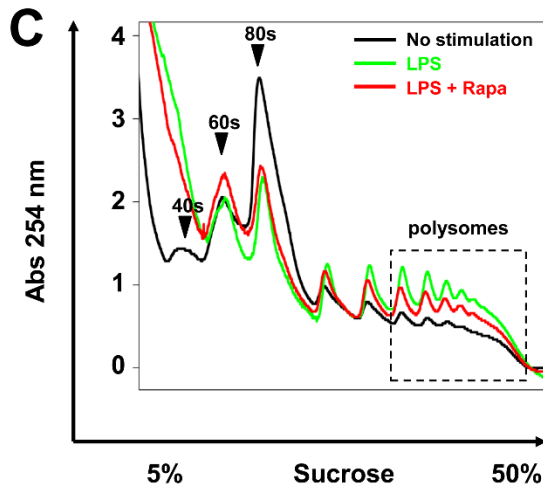 C
No stimulation
LPS
LPS + Rapa
80s
60s
40s
polysomes
Abs 254 nm
4
3
2
1
0
5%
Sucrose
50%